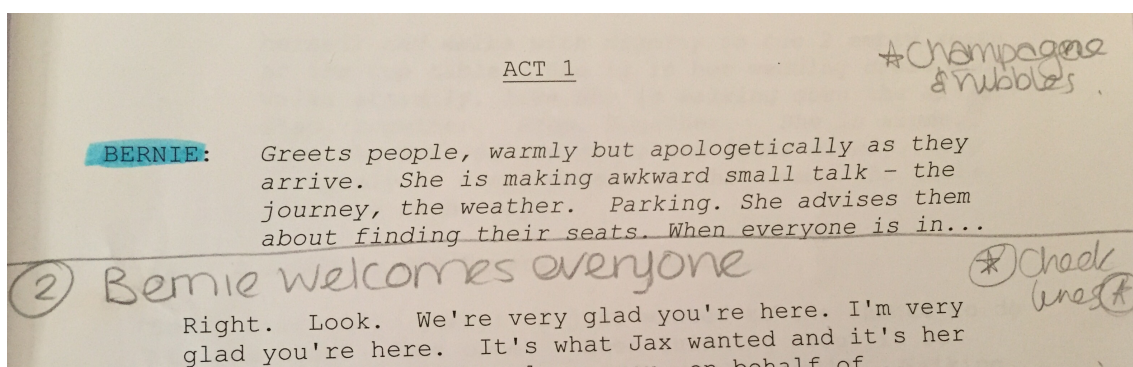 ACT 1
*Champagne
& nibbles.
BERNIE: Greets people, warmly but apologetically as they
arrive. She is making awkward small talk – the
journey, the weather. Parking. She advises them
about finding their seats. When everyone is in...
② Bernie welcomes everyone
* Check
lines *
Right. Look. We're very glad you're here. I'm very
glad you're here. It's what Jax wanted and it's her
on behalf of